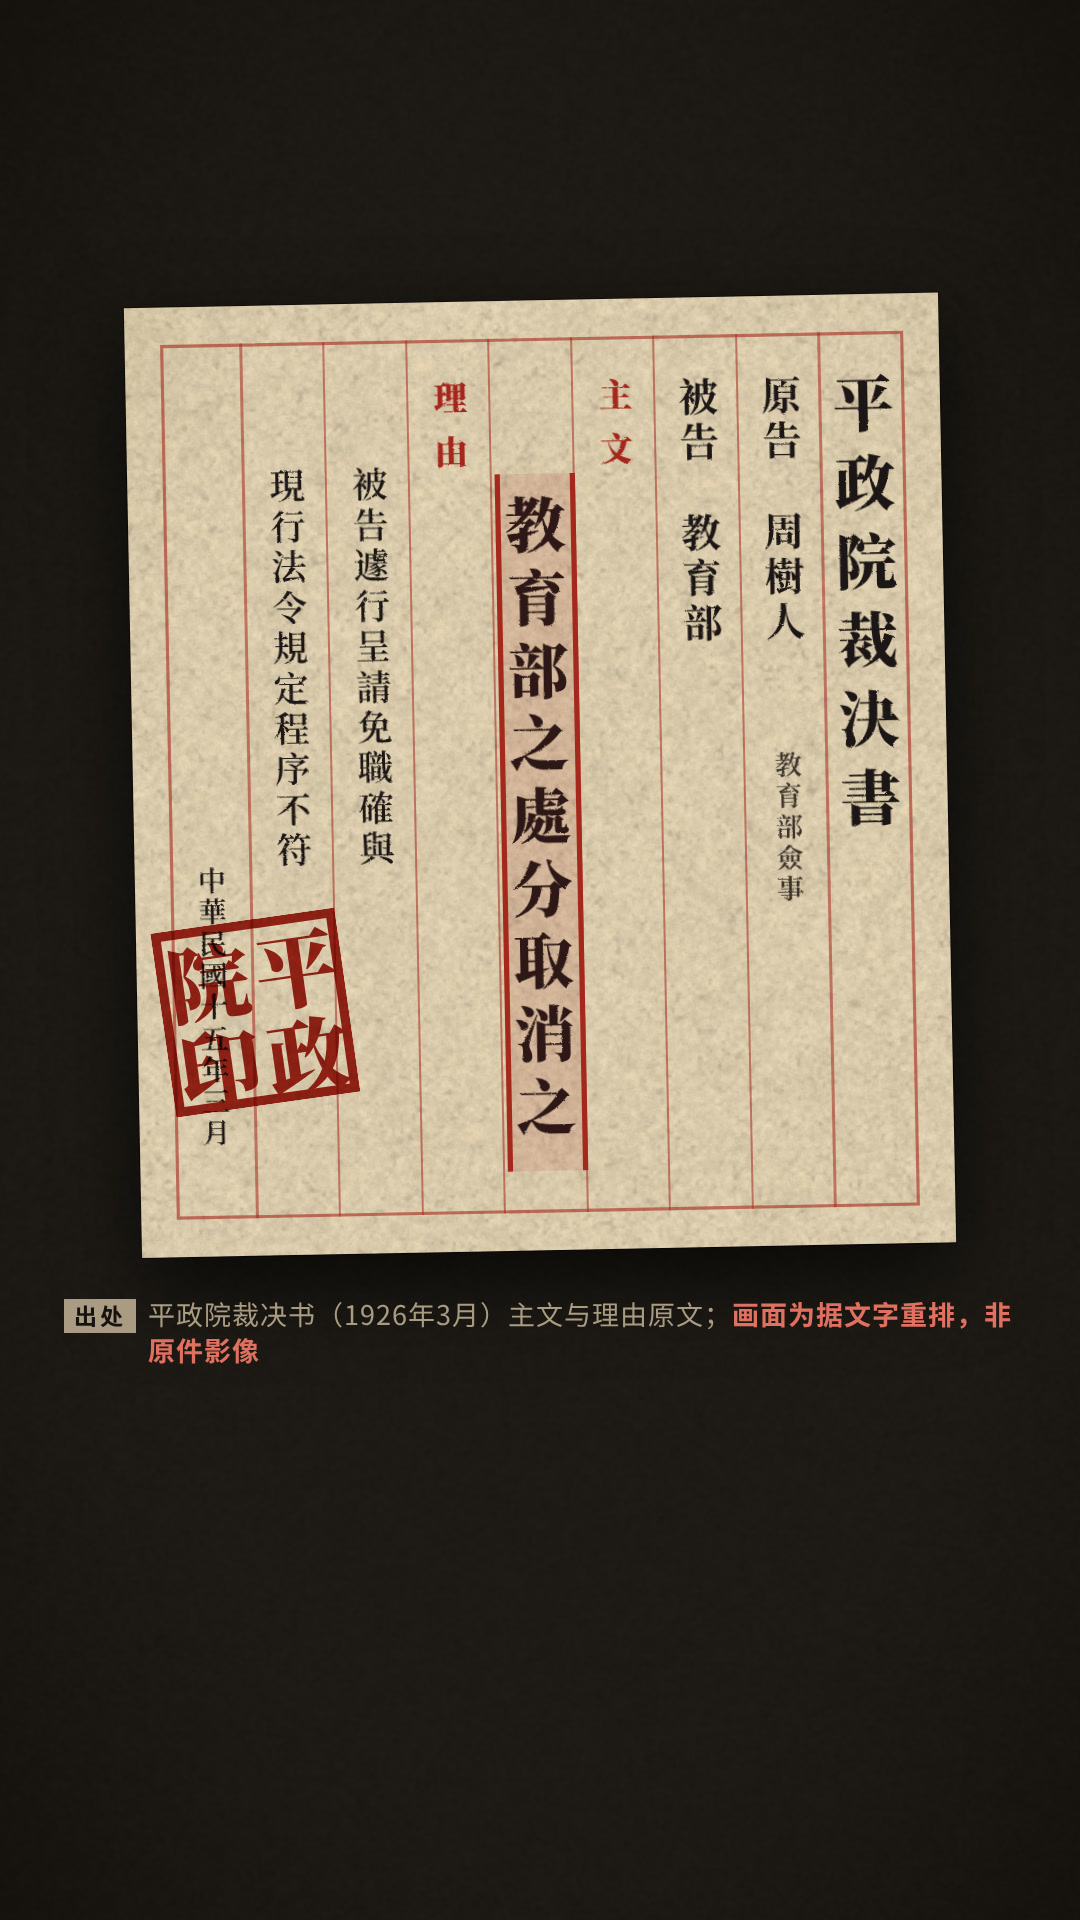 平政院裁決書
原告　周樹人　教育部僉事
被告　教育部
主文
教育部之處分取消之
理由
被告遽行呈請免職確與
現行法令規定程序不符
中華民國十五年三月
平政院印
出处 平政院裁决书（1926年3月）主文与理由原文；画面为据文字重排，非
原件影像